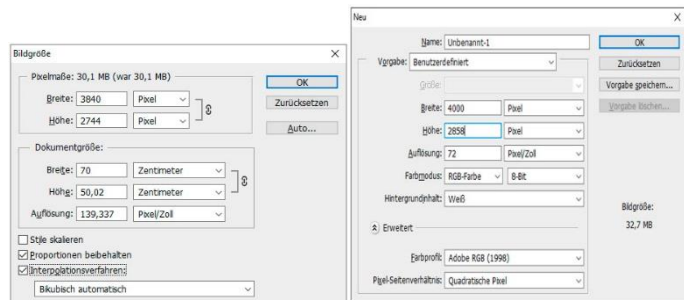 Bildgröße
Pixelmaße: 30,1 MB (war 30,1 MB)
Breite: 3840 Pixel
Höhe: 2744 Pixel
OK
Zurücksetzen
Auto...
Dokumentgröße:
Breite: 70 Zentimeter
Höhe: 50,02 Zentimeter
Auflösung: 139,337 Pixel/Zoll
Stile skalieren
Proportionen beibehalten
Interpolationsverfahren:
Bikubisch automatisch
Neu
Name: Unbenannt-1
OK
Vorgabe: Benutzerdefiniert
Zurücksetzen
Größe:
Vorgabe speichern...
Breite: 4000 Pixel
Vorgabe löschen...
Höhe: 2858 Pixel
Auflösung: 72 Pixel/Zoll
Farbmodus: RGB-Farbe 8-Bit
Hintergrundinhalt: Weiß
Bildgröße:
32,7 MB
Erweitert
Farbprofil: Adobe RGB (1998)
Pixel-Seitenverhältnis: Quadratische Pixel